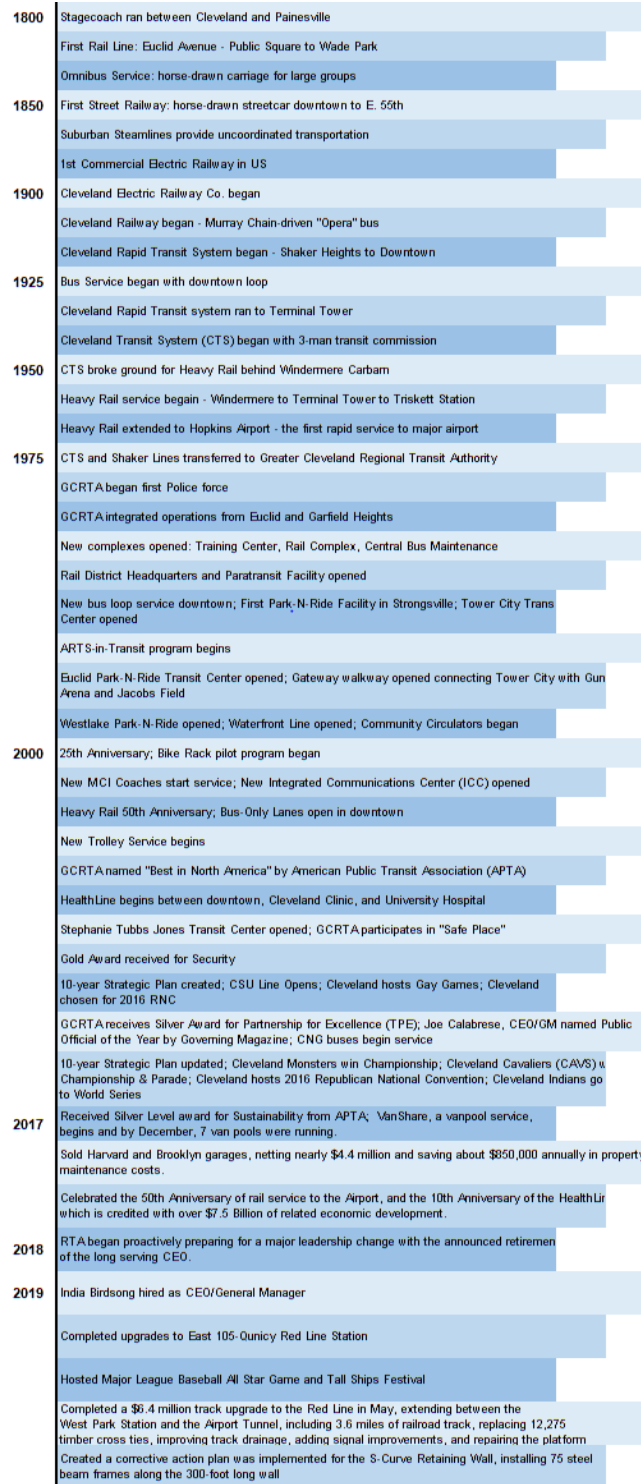 1800 Stagecoach ran between Cleveland and Painesville
First Rail Line: Euclid Avenue - Public Square to Wade Park
Omnibus Service: horse-drawn carriage for large groups
1850 First Street Railway: horse-drawn streetcar downtown to E. 55th
Suburban Steamlines provide uncoordinated transportation
1st Commercial Electric Railway in US
1900 Cleveland Electric Railway Co. began
Cleveland Railway began - Murray Chain-driven "Opera" bus
Cleveland Rapid Transit System began - Shaker Heights to Downtown
1925 Bus Service began with downtown loop
Cleveland Rapid Transit system ran to Terminal Tower
Cleveland Transit System (CTS) began with 3-man transit commission
1950 CTS broke ground for Heavy Rail behind Windermere Carbarn
Heavy Rail service begain - Windermere to Terminal Tower to Triskett Station
Heavy Rail extended to Hopkins Airport - the first rapid service to major airport
1975 CTS and Shaker Lines transferred to Greater Cleveland Regional Transit Authority
GCRTA began first Police force
GCRTA integrated operations from Euclid and Garfield Heights
New complexes opened: Training Center, Rail Complex, Central Bus Maintenance
Rail District Headquarters and Paratransit Facility opened
New bus loop service downtown; First Park-N-Ride Facility in Strongsville; Tower City Trans
Center opened
ARTS-in-Transit program begins
Euclid Park-N-Ride Transit Center opened; Gateway walkway opened connecting Tower City with Gun
Arena and Jacobs Field
Westlake Park-N-Ride opened; Waterfront Line opened; Community Circulators began
2000 25th Anniversary; Bike Rack pilot program began
New MCI Coaches start service; New Integrated Communications Center (ICC) opened
Heavy Rail 50th Anniversary; Bus-Only Lanes open in downtown
New Trolley Service begins
GCRTA named "Best in North America" by American Public Transit Association (APTA)
HealthLine begins between downtown, Cleveland Clinic, and University Hospital
Stephanie Tubbs Jones Transit Center opened; GCRTA participates in "Safe Place"
Gold Award received for Security
10-year Strategic Plan created; CSU Line Opens; Cleveland hosts Gay Games; Cleveland
chosen for 2016 RNC
GCRTA receives Silver Award for Partnership for Excellence (TPE); Joe Calabrese, CEO/GM named Public
Official of the Year by Governing Magazine; CNG buses begin service
10-year Strategic Plan updated; Cleveland Monsters win Championship; Cleveland Cavaliers (CAVS) w
Championship & Parade; Cleveland hosts 2016 Republican National Convention; Cleveland Indians go
to World Series
2017 Received Silver Level award for Sustainability from APTA; VanShare, a vanpool service,
begins and by December, 7 van pools were running.
Sold Harvard and Brooklyn garages, netting nearly $4.4 million and saving about $850,000 annually in property
maintenance costs.
Celebrated the 50th Anniversary of rail service to the Airport, and the 10th Anniversary of the HealthLin
which is credited with over $7.5 Billion of related economic development.
2018 RTA began proactively preparing for a major leadership change with the announced retiremen
of the long serving CEO.
2019 India Birdsong hired as CEO/General Manager
Completed upgrades to East 105-Qunicy Red Line Station
Hosted Major League Baseball All Star Game and Tall Ships Festival
Completed a $6.4 million track upgrade to the Red Line in May, extending between the
West Park Station and the Airport Tunnel, including 3.6 miles of railroad track, replacing 12,275
timber cross ties, improving track drainage, adding signal improvements, and repairing the platform
Created a corrective action plan was implemented for the S-Curve Retaining Wall, installing 75 steel
beam frames along the 300-foot long wall